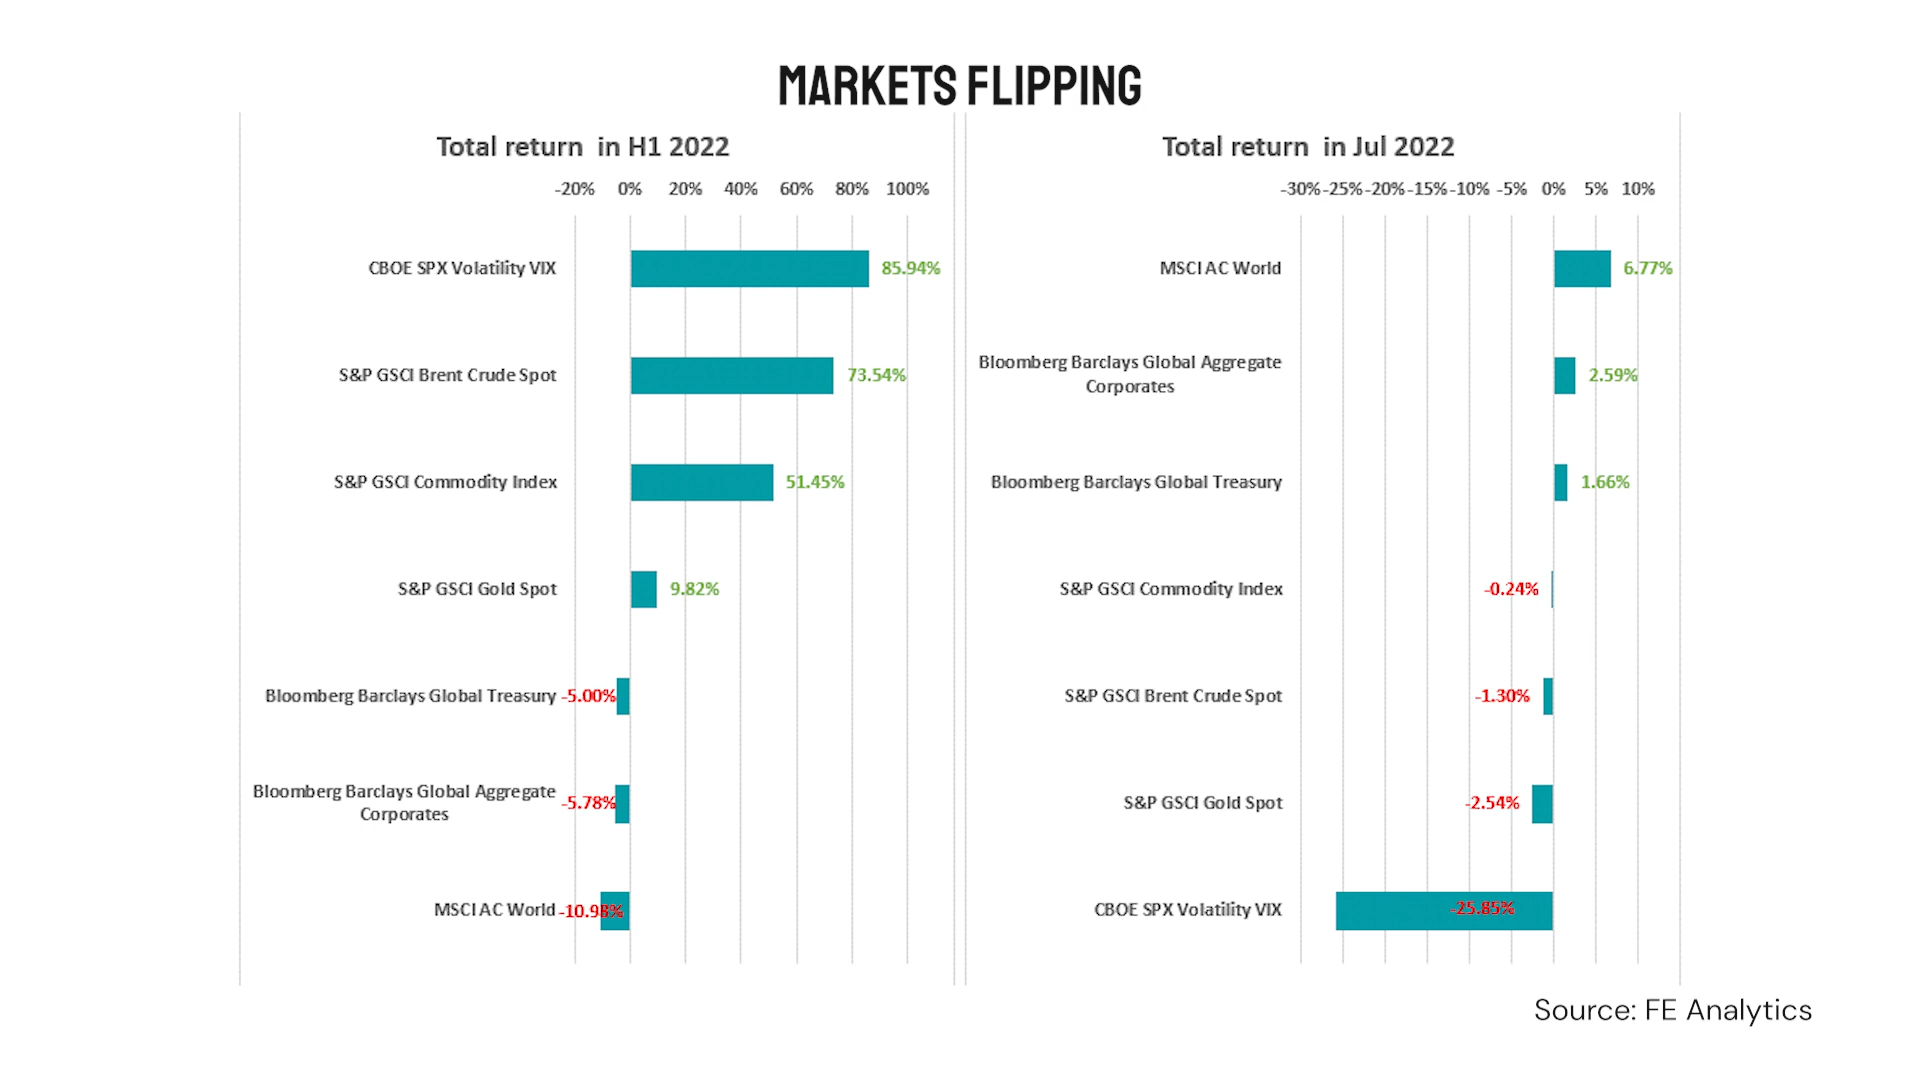 MARKETS FLIPPING
Total return in H1 2022
-20% 0% 20% 40% 60% 80% 100%
CBOE SPX Volatility VIX 85.94%
S&P GSCI Brent Crude Spot 73.54%
S&P GSCI Commodity Index 51.45%
S&P GSCI Gold Spot 9.82%
Bloomberg Barclays Global Treasury -5.00%
Bloomberg Barclays Global Aggregate
Corporates -5.78%
MSCI AC World
Total return in Jul 2022
-30% -25% -20% -15% -10% -5% 0% 5% 10%
MSCI AC World 6.77%
Bloomberg Barclays Global Aggregate
Corporates 2.59%
Bloomberg Barclays Global Treasury 1.66%
S&P GSCI Commodity Index -0.24%
S&P GSCI Brent Crude Spot -1.30%
S&P GSCI Gold Spot -2.54%
CBOE SPX Volatility VIX -25.85%
Source: FE Analytics